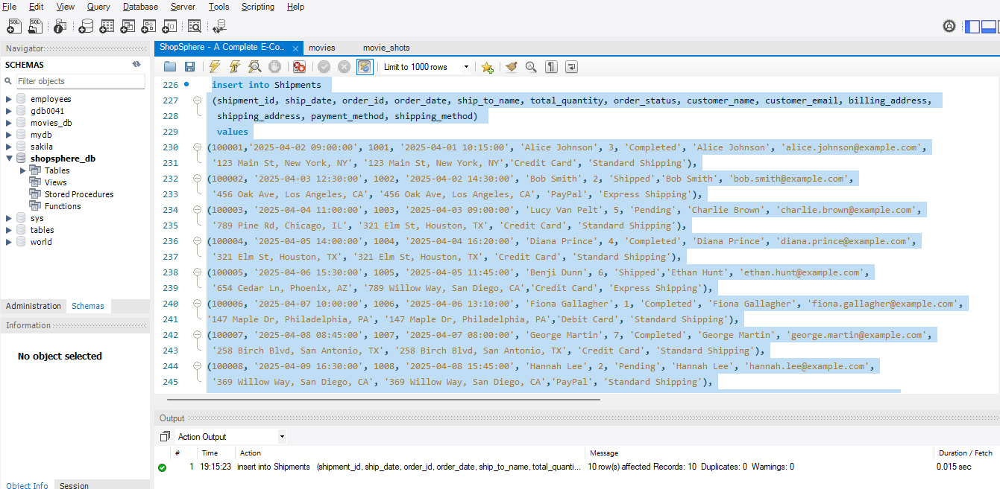 File Edit View Query Database Server Tools Scripting Help
Navigator
SCHEMAS
Filter objects
employees
gdb0041
movies_db
mydb
sakila
shopsphere_db
Tables
Views
Stored Procedures
Functions
sys
tables
world
Administration Schemas
Information
No object selected
Object Info Session
ShopSphere - A Complete E-Co... movies movie_shots
Limit to 1000 rows
226 insert into Shipments
227 (shipment_id, ship_date, order_id, order_date, ship_to_name, total_quantity, order_status, customer_name, customer_email, billing_address,
228 shipping_address, payment_method, shipping_method)
229 values
230 (100001,'2025-04-02 09:00:00', 1001, '2025-04-01 10:15:00', 'Alice Johnson', 3, 'Completed', 'Alice Johnson', 'alice.johnson@example.com',
231 '123 Main St, New York, NY', '123 Main St, New York, NY','Credit Card', 'Standard Shipping'),
232 (100002, '2025-04-03 12:30:00', 1002, '2025-04-02 14:30:00', 'Bob Smith', 2, 'Shipped','Bob Smith', 'bob.smith@example.com',
233 '456 Oak Ave, Los Angeles, CA', '456 Oak Ave, Los Angeles, CA', 'PayPal', 'Express Shipping'),
234 (100003, '2025-04-04 11:00:00', 1003, '2025-04-03 09:00:00', 'Lucy Van Pelt', 5, 'Pending', 'Charlie Brown', 'charlie.brown@example.com',
235 '789 Pine Rd, Chicago, IL', '321 Elm St, Houston, TX', 'Credit Card', 'Standard Shipping'),
236 (100004, '2025-04-05 14:00:00', 1004, '2025-04-04 16:20:00', 'Diana Prince', 4, 'Completed', 'Diana Prince', 'diana.prince@example.com',
237 '321 Elm St, Houston, TX', '321 Elm St, Houston, TX', 'Credit Card', 'Standard Shipping'),
238 (100005, '2025-04-06 15:30:00', 1005, '2025-04-05 11:45:00', 'Benji Dunn', 6, 'Shipped','Ethan Hunt', 'ethan.hunt@example.com',
239 '654 Cedar Ln, Phoenix, AZ', '789 Willow Way, San Diego, CA','Credit Card', 'Express Shipping'),
240 (100006, '2025-04-07 10:00:00', 1006, '2025-04-06 13:10:00', 'Fiona Gallagher', 1, 'Completed', 'Fiona Gallagher', 'fiona.gallagher@example.com',
241 '147 Maple Dr, Philadelphia, PA', '147 Maple Dr, Philadelphia, PA','Debit Card', 'Standard Shipping'),
242 (100007, '2025-04-08 08:45:00', 1007, '2025-04-07 08:00:00', 'George Martin', 7, 'Completed', 'George Martin', 'george.martin@example.com',
243 '258 Birch Blvd, San Antonio, TX', '258 Birch Blvd, San Antonio, TX', 'Credit Card', 'Standard Shipping'),
244 (100008, '2025-04-09 16:30:00', 1008, '2025-04-08 15:45:00', 'Hannah Lee', 2, 'Pending', 'Hannah Lee', 'hannah.lee@example.com',
245 '369 Willow Way, San Diego, CA', '369 Willow Way, San Diego, CA','PayPal', 'Standard Shipping'),
Output
Action Output
# Time Action Message Duration / Fetch
1 19:15:23 insert into Shipments (shipment_id, ship_date, order_id, order_date, ship_to_name, total_quanti... 10 row(s) affected Records: 10 Duplicates: 0 Warnings: 0 0.015 sec